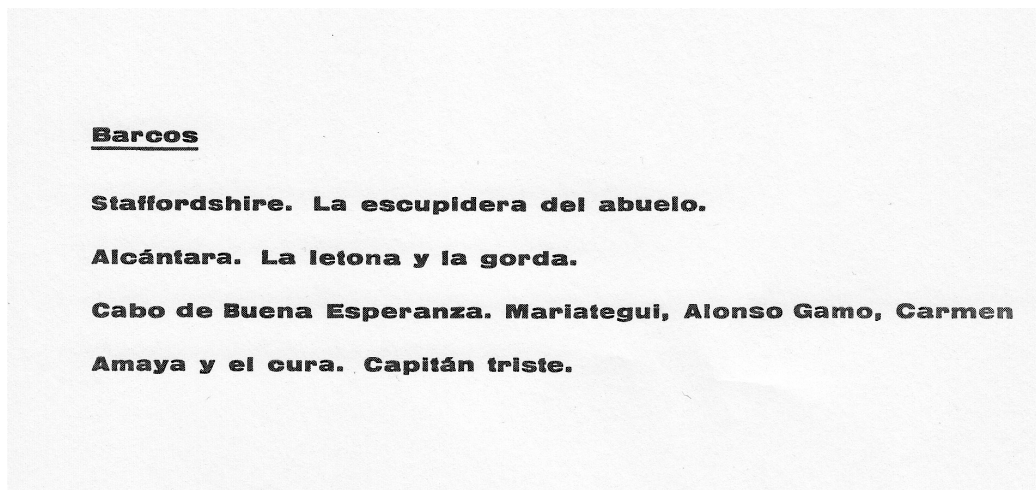 Barcos
Staffordshire. La escupidera del abuelo.
Alcántara. La letona y la gorda.
Cabo de Buena Esperanza. Mariategui, Alonso Gamo, Carmen
Amaya y el cura. Capitán triste.